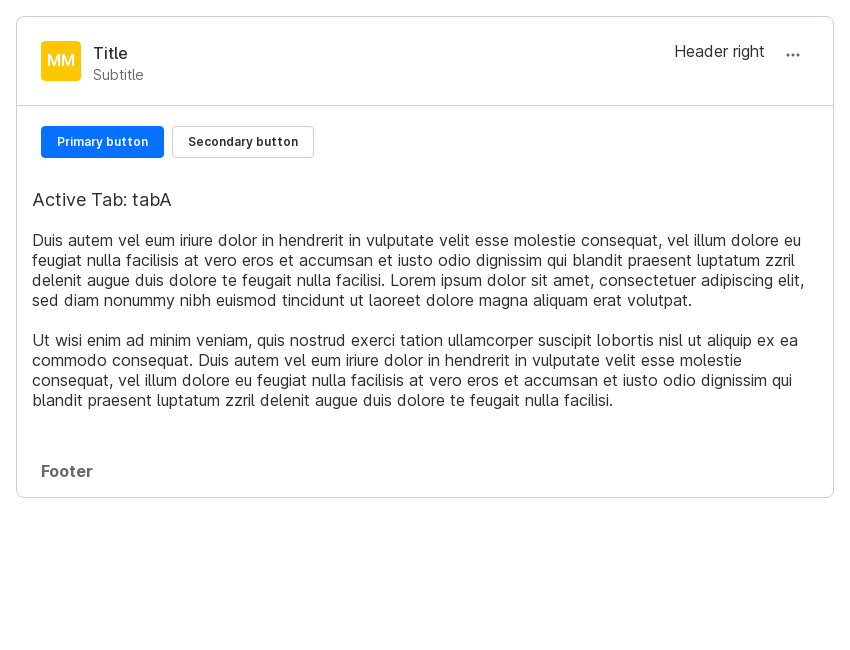 MM
Title
Header right
Subtitle
Primary button
Secondary button
Active Tab: tabA
Duis autem vel eum iriure dolor in hendrerit in vulputate velit esse molestie consequat, vel illum dolore eu
feugiat nulla facilisis at vero eros et accumsan et iusto odio dignissim qui blandit praesent luptatum zzril
delenit augue duis dolore te feugait nulla facilisi. Lorem ipsum dolor sit amet, consectetuer adipiscing elit,
sed diam nonummy nibh euismod tincidunt ut laoreet dolore magna aliquam erat volutpat.
Ut wisi enim ad minim veniam, quis nostrud exerci tation ullamcorper suscipit lobortis nisl ut aliquip ex ea
commodo consequat. Duis autem vel eum iriure dolor in hendrerit in vulputate velit esse molestie
consequat, vel illum dolore eu feugiat nulla facilisis at vero eros et accumsan et iusto odio dignissim qui
blandit praesent luptatum zzril delenit augue duis dolore te feugait nulla facilisi.
Footer